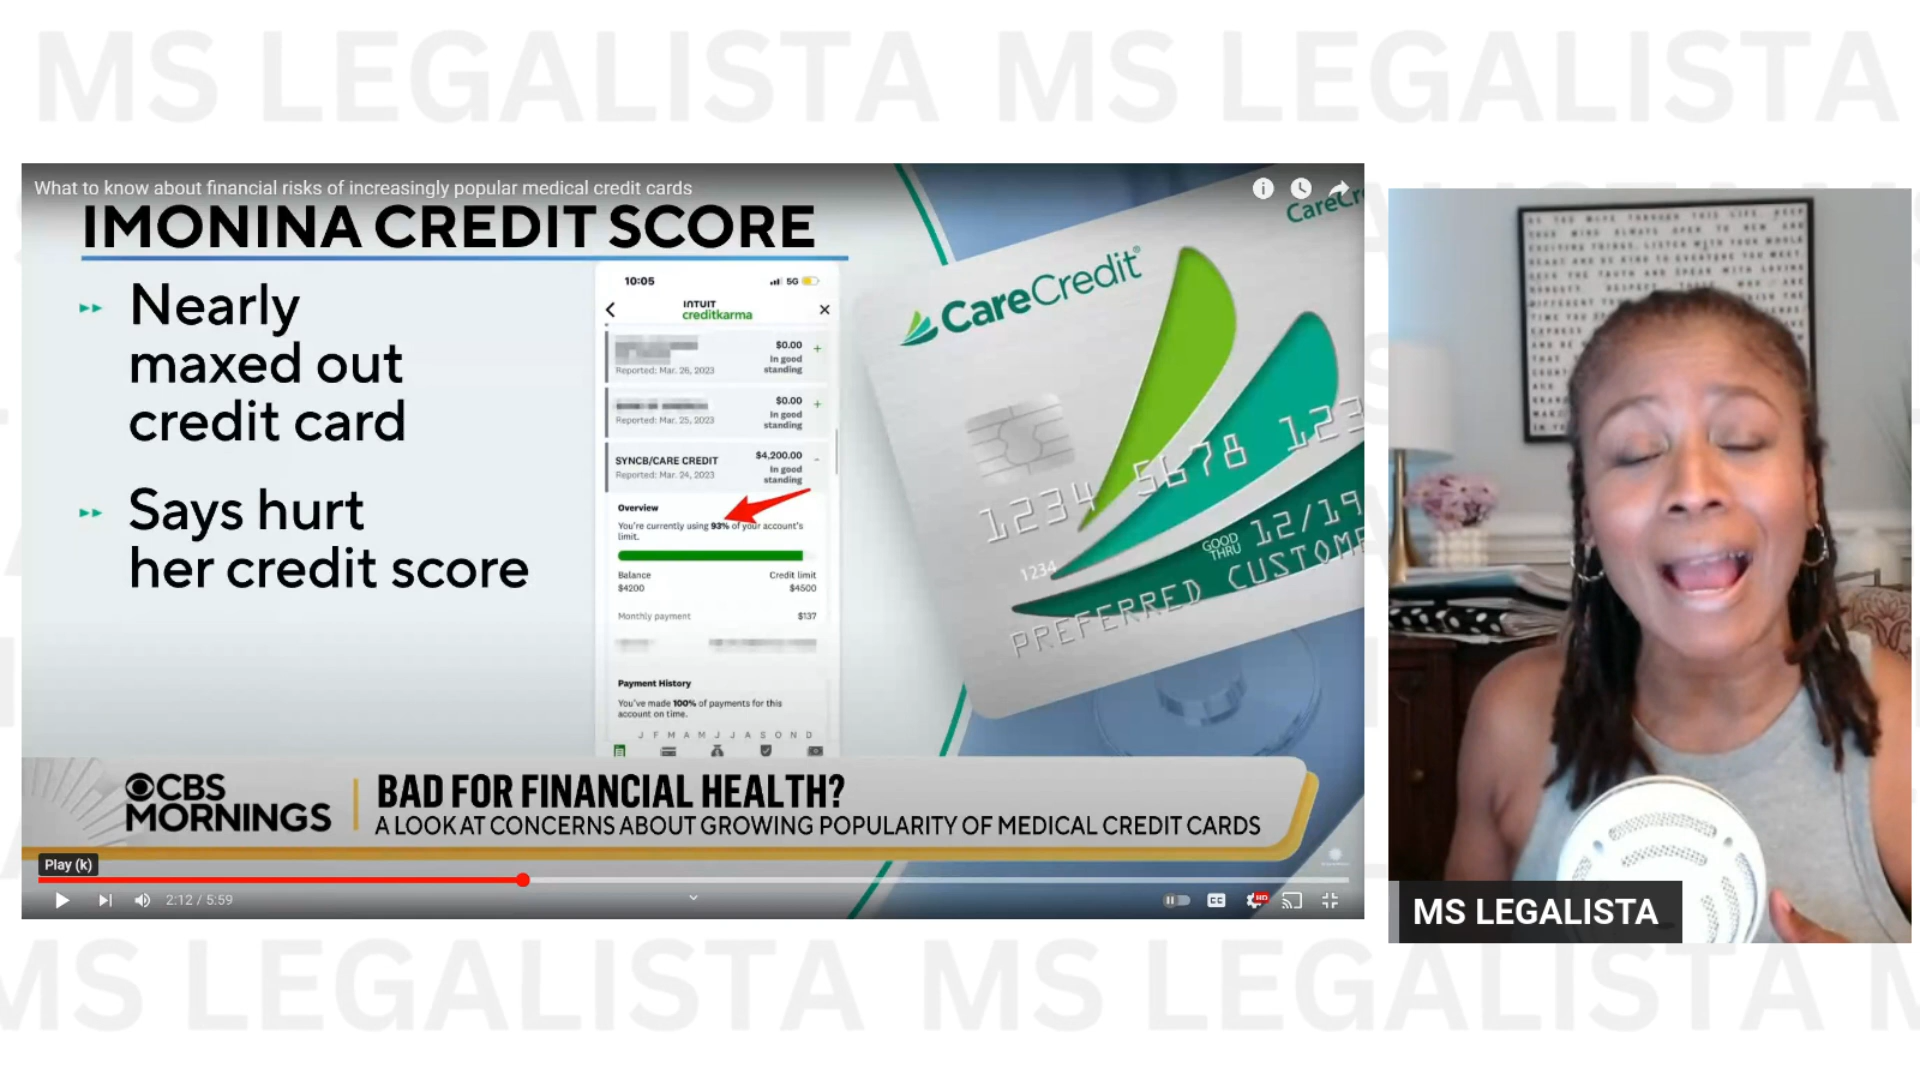 MS LEGALISTA MS LEGALISTA
What to know about financial risks of increasingly popular medical credit cards
IMONINA CREDIT SCORE
Nearly
maxed out
credit card
Says hurt
her credit score
10:05
5G
INTUIT
creditkarma
$0.00
In good
standing
Reported: Mar. 26, 2023
$0.00
In good
standing
Reported: Mar. 25, 2023
SYNCB/CARE CREDIT
$4,200.00
In good
standing
Reported: Mar. 24, 2023
Overview
You're currently using 93% of your account's
limit.
Balance
Credit limit
$4200
$4500
Monthly payment
$137
Payment History
You've made 100% of payments for this
account on time.
J F M A M J J A S O N D
CareCr
CareCredit®
1234 5678 123
1234
GOOD
THRU
12/19
PREFERRED CUSTOME
CBS
MORNINGS
BAD FOR FINANCIAL HEALTH?
A LOOK AT CONCERNS ABOUT GROWING POPULARITY OF MEDICAL CREDIT CARDS
Play (k)
2:12 / 5:59
CC
HD
MS LEGALISTA
MS LEGALISTA MS LEGALISTA M